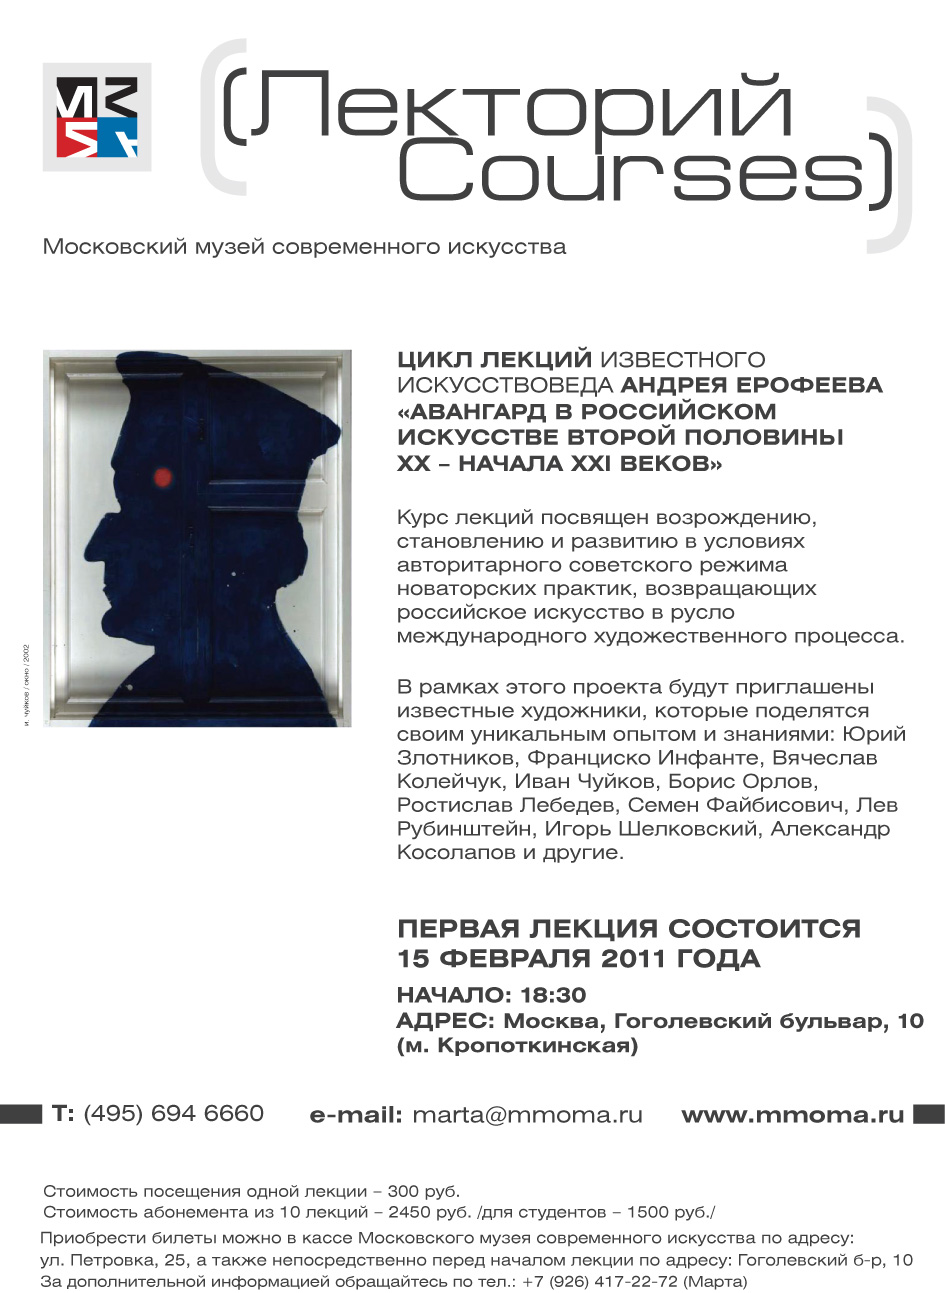 (Лекторий
Courses)
Московский музей современного искусства
ЦИКЛ ЛЕКЦИЙ ИЗВЕСТНОГО
ИСКУССТВОВЕДА АНДРЕЯ ЕРОФЕЕВА
«АВАНГАРД В РОССИЙСКОМ
ИСКУССТВЕ ВТОРОЙ ПОЛОВИНЫ
XX – НАЧАЛА XXI ВЕКОВ»
Курс лекций посвящен возрождению,
становлению и развитию в условиях
авторитарного советского режима
новаторских практик, возвращающих
российское искусство в русло
международного художественного процесса.
и. чуйков / окно / 2002
В рамках этого проекта будут приглашены
известные художники, которые поделятся
своим уникальным опытом и знаниями: Юрий
Злотников, Франциско Инфанте, Вячеслав
Колейчук, Иван Чуйков, Борис Орлов,
Ростислав Лебедев, Семен Файбисович, Лев
Рубинштейн, Игорь Шелковский, Александр
Косолапов и другие.
ПЕРВАЯ ЛЕКЦИЯ СОСТОИТСЯ
15 ФЕВРАЛЯ 2011 ГОДА
НАЧАЛО: 18:30
АДРЕС: Москва, Гоголевский бульвар, 10
(м. Кропоткинская)
Т: (495) 694 6660 e-mail: marta@mmoma.ru www.mmoma.ru
Стоимость посещения одной лекции – 300 руб.
Стоимость абонемента из 10 лекций – 2450 руб. /для студентов – 1500 руб./
Приобрести билеты можно в кассе Московского музея современного искусства по адресу:
ул. Петровка, 25, а также непосредственно перед началом лекции по адресу: Гоголевский б-р, 10
За дополнительной информацией обращайтесь по тел.: +7 (926) 417-22-72 (Марта)